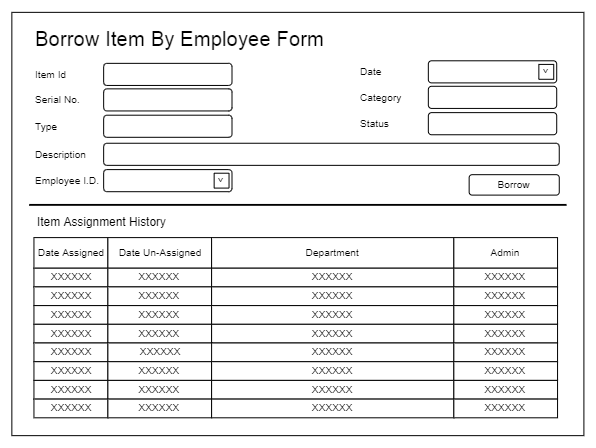 Borrow Item By Employee Form
Item Id
Date
v
Serial No.
Category
Type
Status
Description
Employee I.D.
v
Borrow
Item Assignment History
Date Assigned Date Un-Assigned Department Admin
XXXXXX XXXXXX XXXXXX XXXXXX
XXXXXX XXXXXX XXXXXX XXXXXX
XXXXXX XXXXXX XXXXXX XXXXXX
XXXXXX XXXXXX XXXXXX XXXXXX
XXXXXX XXXXXX XXXXXX XXXXXX
XXXXXX XXXXXX XXXXXX XXXXXX
XXXXXX XXXXXX XXXXXX XXXXXX
XXXXXX XXXXXX XXXXXX XXXXXX